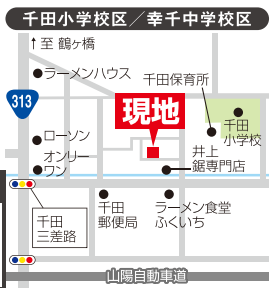 千田小学校区／幸千中学校区
↑至 鶴ヶ橋
ラーメンハウス
千田保育所
313
現地
千田
小学校
ローソン
オンリー
ワン
井上
鋸専門店
千田
三差路
千田
郵便局
ラーメン食堂
ふくいち
山陽自動車道